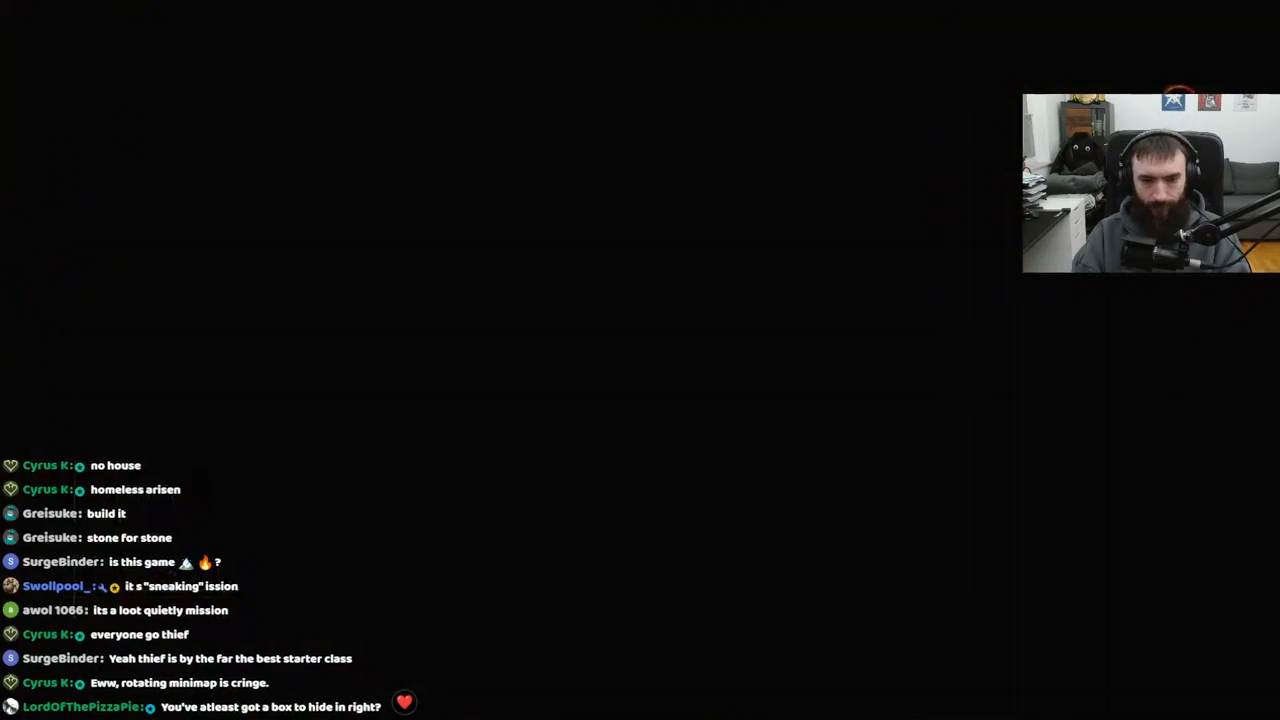 Cyrus K: no house
Cyrus K: homeless arisen
Greisuke: build it
Greisuke: stone for stone
S SurgeBinder: is this game 🏔️ 🔥 ?
Swollpool_: it s "sneaking" ission
a awol 1066: its a loot quietly mission
Cyrus K: everyone go thief
S SurgeBinder: Yeah thief is by the far the best starter class
Cyrus K: Eww, rotating minimap is cringe.
LordOfThePizzaPie: You've atleast got a box to hide in right? ❤️